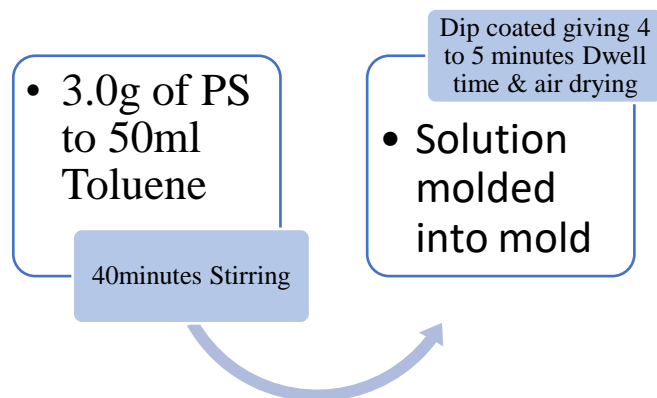 • 3.0g of PS
to 50ml
Toluene
40minutes Stirring
Dip coated giving 4
to 5 minutes Dwell
time & air drying
• Solution
molded
into mold